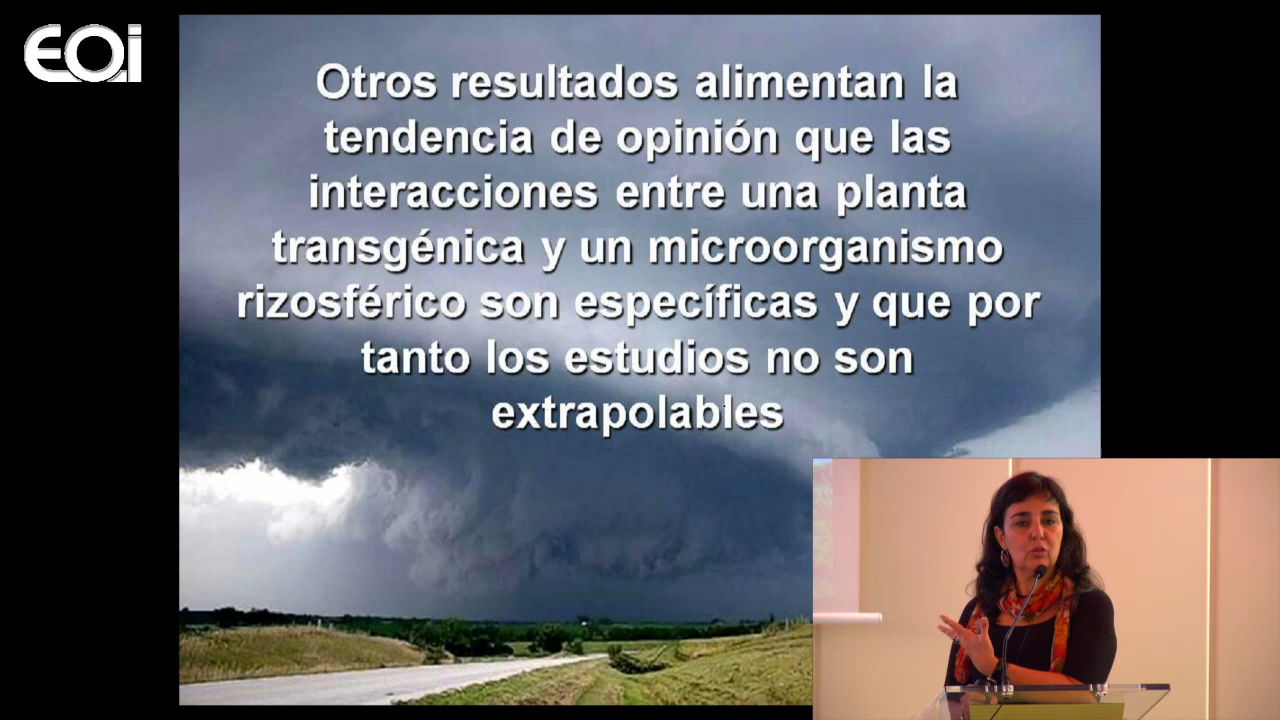 EOi
Otros resultados alimentan la
tendencia de opinión que las
interacciones entre una planta
transgénica y un microorganismo
rizosférico son específicas y que por
tanto los estudios no son
extrapolables